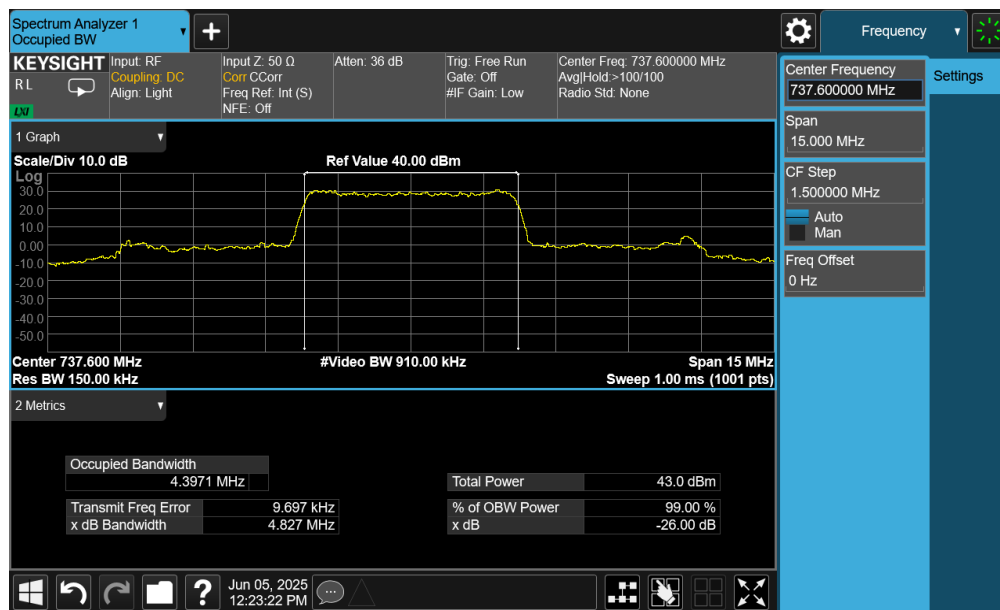 Spectrum Analyzer 1
Occupied BW
Frequency
KEYSIGHT
R L
LXI
Input: RF
Coupling: DC
Align: Light
Input Z: 50 Ω
Corr CCorr
Freq Ref: Int (S)
NFE: Off
Atten: 36 dB
Trig: Free Run
Gate: Off
#IF Gain: Low
Center Freq: 737.600000 MHz
Avg|Hold:>100/100
Radio Std: None
Center Frequency
737.600000 MHz
Settings
Span
15.000 MHz
CF Step
1.500000 MHz
Auto
Man
Freq Offset
0 Hz
1 Graph
Scale/Div 10.0 dB
Ref Value 40.00 dBm
Log
30.0
20.0
10.0
0.00
-10.0
-20.0
-30.0
-40.0
-50.0
Center 737.600 MHz
#Video BW 910.00 kHz
Span 15 MHz
Res BW 150.00 kHz
Sweep 1.00 ms (1001 pts)
2 Metrics
Occupied Bandwidth
4.3971 MHz
Total Power 43.0 dBm
Transmit Freq Error 9.697 kHz
% of OBW Power 99.00 %
x dB Bandwidth 4.827 MHz
x dB -26.00 dB
?
Jun 05, 2025
12:23:22 PM